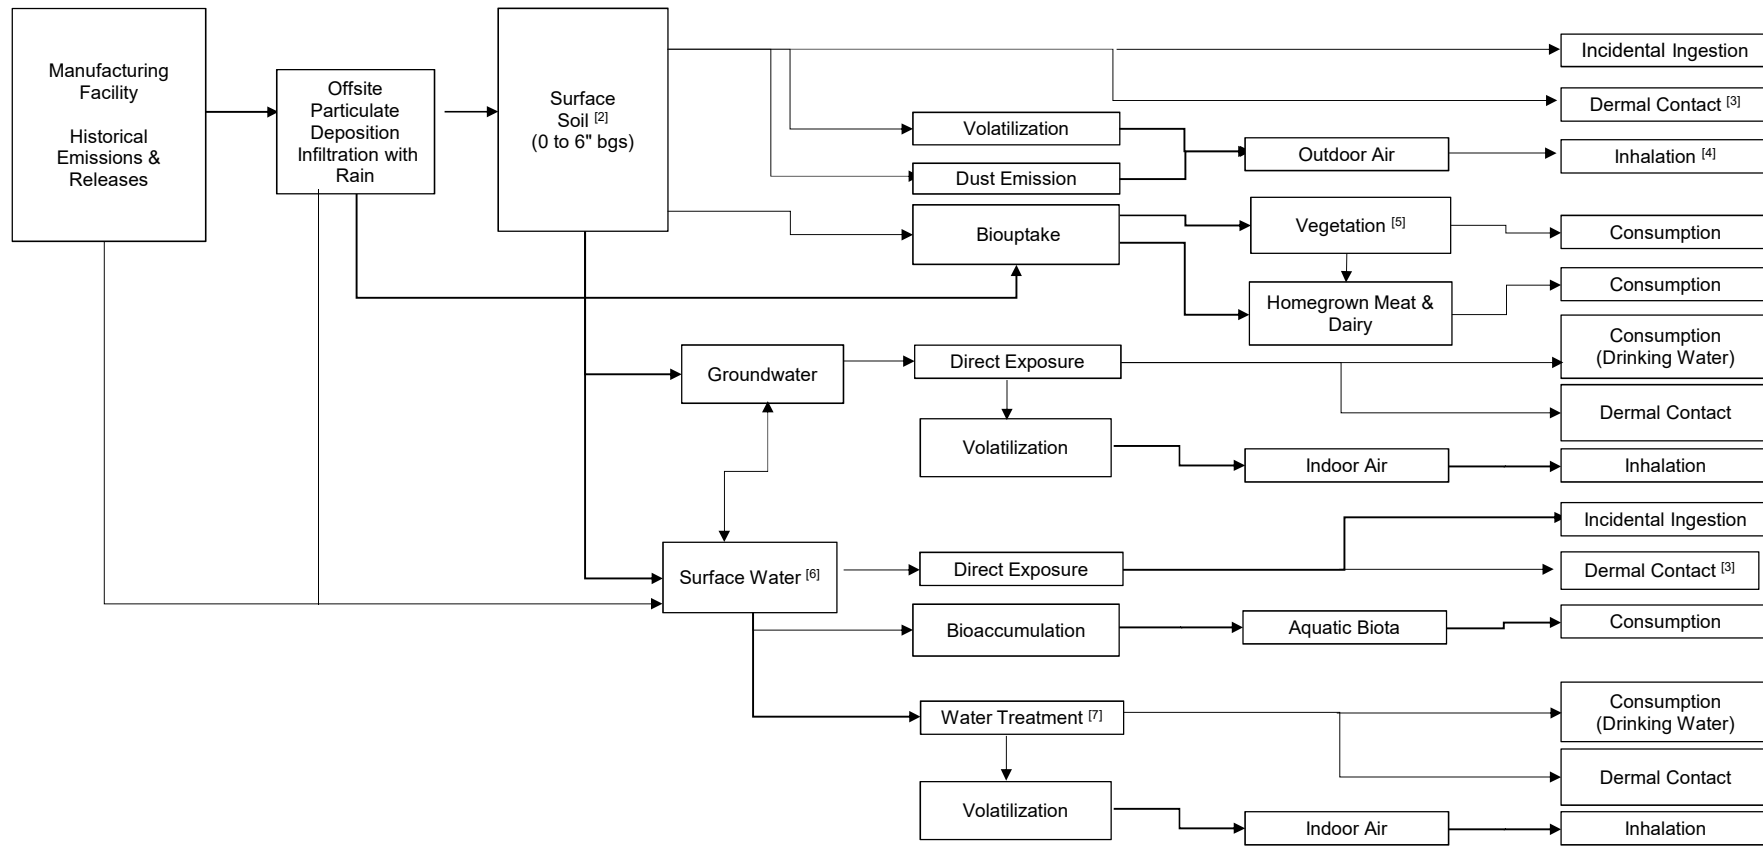 Manufacturing
Facility
Historical
Emissions &
Releases
Offsite
Particulate
Deposition
Infiltration with
Rain
Surface
Soil [2]
(0 to 6" bgs)
Incidental Ingestion
Dermal Contact [3]
Volatilization
Outdoor Air
Inhalation [4]
Dust Emission
Biouptake
Vegetation [5]
Consumption
Homegrown Meat &
Dairy
Consumption
Groundwater
Direct Exposure
Consumption
(Drinking Water)
Dermal Contact
Volatilization
Indoor Air
Inhalation
Surface Water [6]
Direct Exposure
Incidental Ingestion
Dermal Contact [3]
Bioaccumulation
Aquatic Biota
Consumption
Water Treatment [7]
Consumption
(Drinking Water)
Dermal Contact
Volatilization
Indoor Air
Inhalation